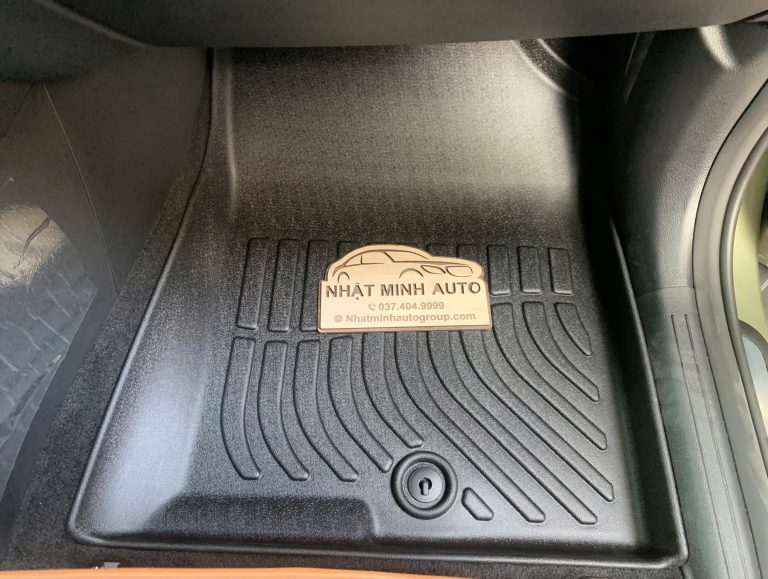 NHẬT MINH AUTO
037.404.9999
Nhatminhautogroup.com